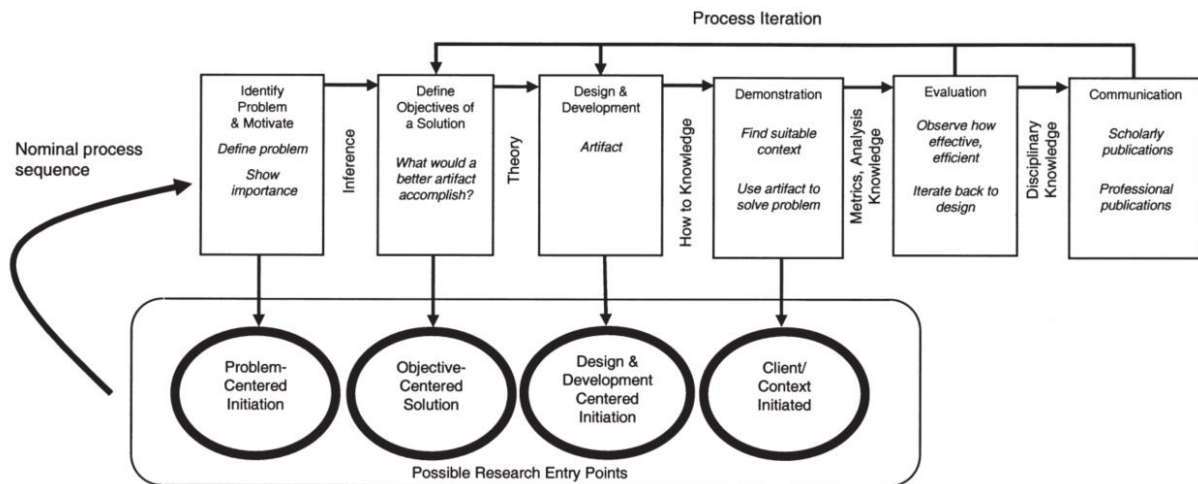 Process Iteration
Nominal process
sequence
Identify
Problem
& Motivate
Define problem
Show
importance
Inference
Define
Objectives of
a Solution
What would a
better artifact
accomplish?
Theory
Design &
Development
Artifact
How to Knowledge
Demonstration
Find suitable
context
Use artifact to
solve problem
Metrics, Analysis
Knowledge
Evaluation
Observe how
effective,
efficient
Iterate back to
design
Disciplinary
Knowledge
Communication
Scholarly
publications
Professional
publications
Problem-
Centered
Initiation
Objective-
Centered
Solution
Design &
Development
Centered
Initiation
Client/
Context
Initiated
Possible Research Entry Points